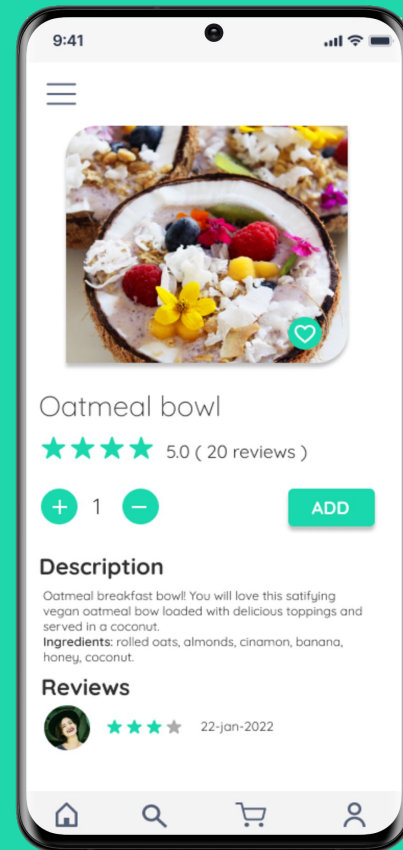 9:41
Oatmeal bowl
5.0 ( 20 reviews )
1
ADD
Description
Oatmeal breakfast bowl! You will love this satifying
vegan oatmeal bow loaded with delicious toppings and
served in a coconut.
Ingredients: rolled oats, almonds, cinamon, banana,
honey, coconut.
Reviews
22-jan-2022